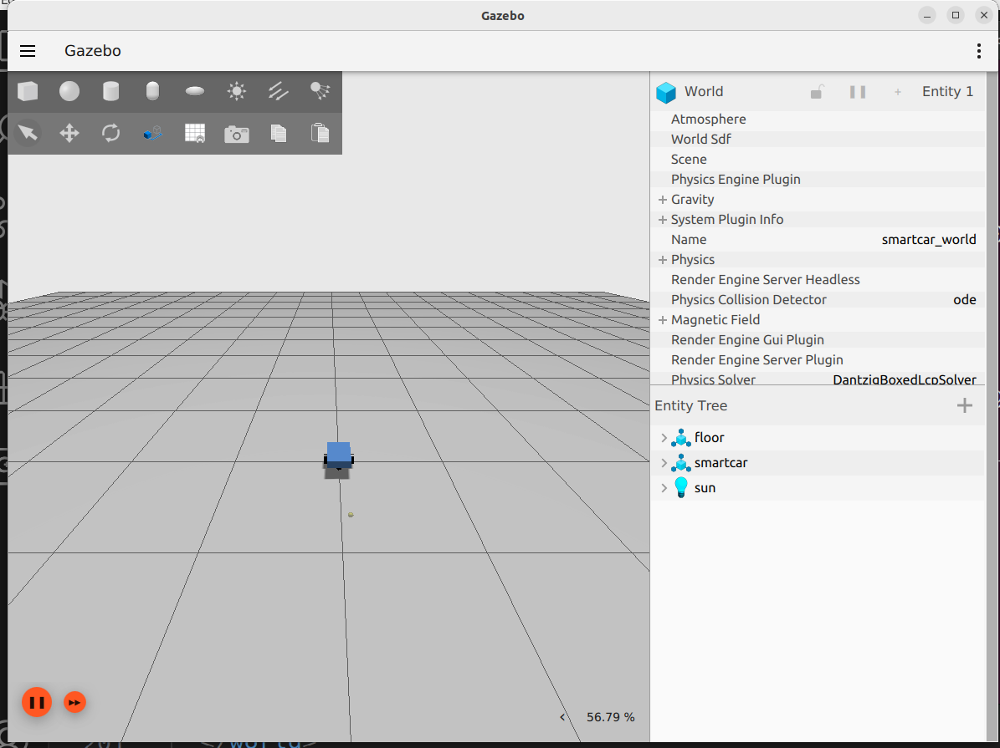 Gazebo
Gazebo
World Entity 1
Atmosphere
World Sdf
Scene
Physics Engine Plugin
Gravity
System Plugin Info
Name smartcar_world
Physics
Render Engine Server Headless
Physics Collision Detector ode
Magnetic Field
Render Engine Gui Plugin
Render Engine Server Plugin
Physics Solver DantzigBoxedLcpSolver
Entity Tree
floor
smartcar
sun
56.79 %